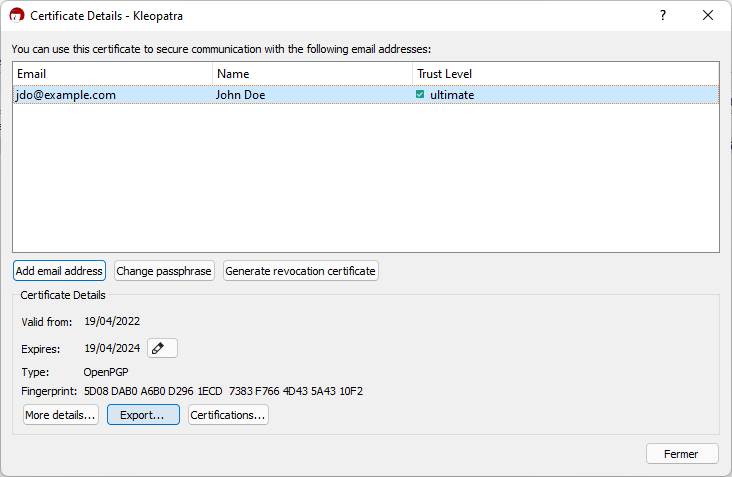 Certificate Details - Kleopatra
You can use this certificate to secure communication with the following email addresses:
Email Name Trust Level
jdo@example.com John Doe ultimate
Add email address Change passphrase Generate revocation certificate
Certificate Details
Valid from: 19/04/2022
Expires: 19/04/2024
Type: OpenPGP
Fingerprint: 5D08 DAB0 A6B0 D296 1ECD 7383 F766 4D43 5A43 10F2
More details... Export... Certifications...
Fermer